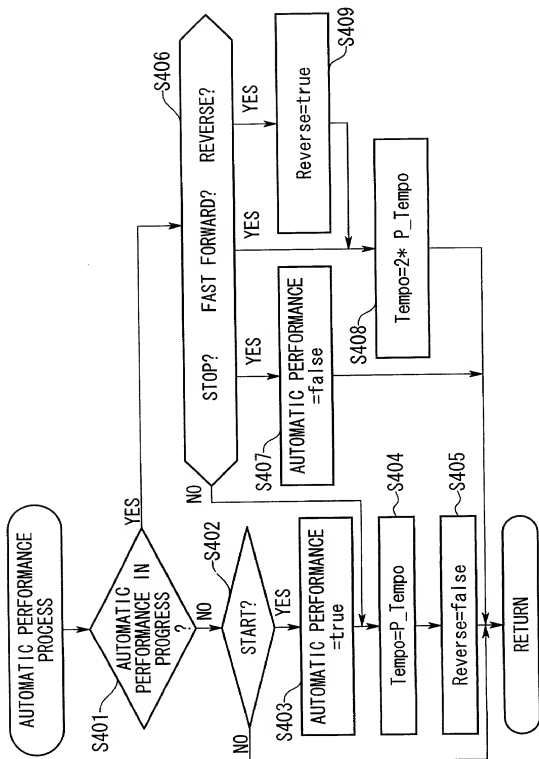 AUTOMATIC PERFORMANCE
PROCESS
S401
AUTOMATIC
PERFORMANCE IN
PROGRESS
?
YES
NO
S402
START?
NO
YES
S403
AUTOMATIC PERFORMANCE
=true
Tempo=P_Tempo
S404
Reverse=false
S405
RETURN
S406
STOP?
FAST FORWARD?
REVERSE?
NO
YES
YES
YES
S407
AUTOMATIC PERFORMANCE
=false
S409
Reverse=true
S408
Tempo=2* P_Tempo